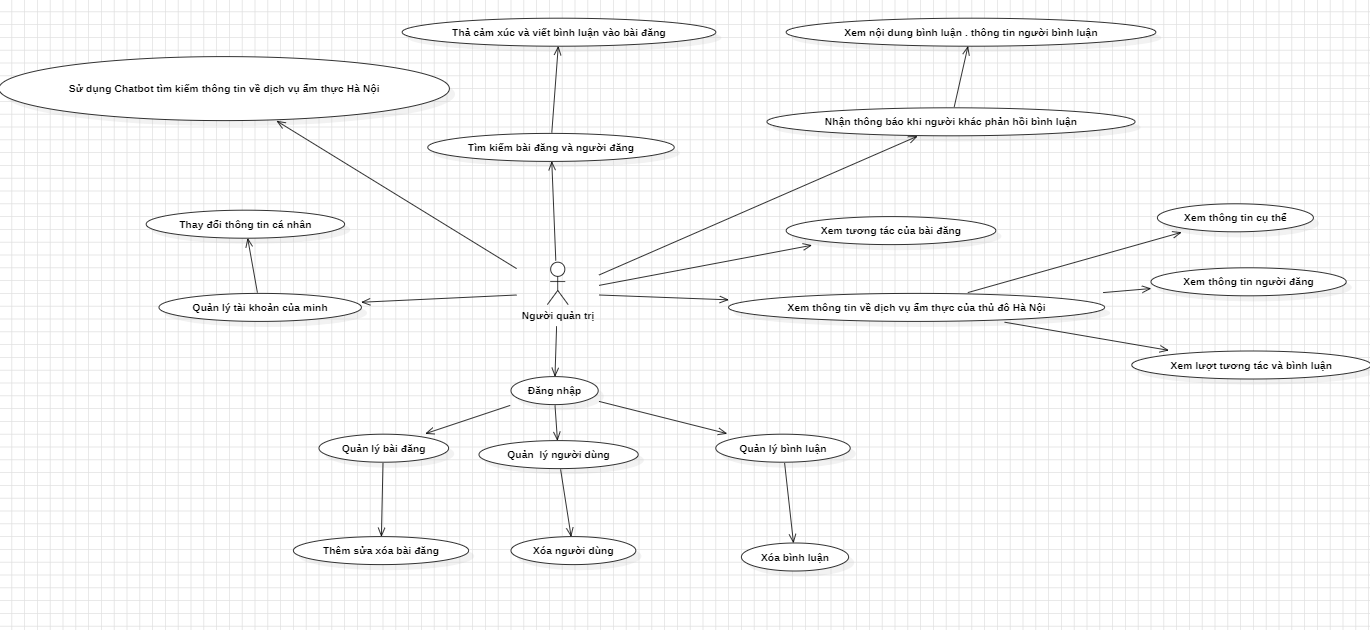 Thả cảm xúc và viết bình luận vào bài đăng
Xem nội dung bình luận . thông tin người bình luận
Sử dụng Chatbot tìm kiếm thông tin về dịch vụ ẩm thực Hà Nội
Nhận thông báo khi người khác phản hồi bình luận
Tìm kiếm bài đăng và người đăng
Thay đổi thông tin cá nhân
Xem tương tác của bài đăng
Xem thông tin cụ thể
Xem thông tin người đăng
Quản lý tài khoản của minh
Người quản trị
Xem thông tin về dịch vụ ẩm thực của thủ đô Hà Nội
Xem lượt tương tác và bình luận
Đăng nhập
Quản lý bài đăng
Quản  lý người dùng
Quản lý bình luận
Thêm sửa xóa bài đăng
Xóa người dùng
Xóa bình luận